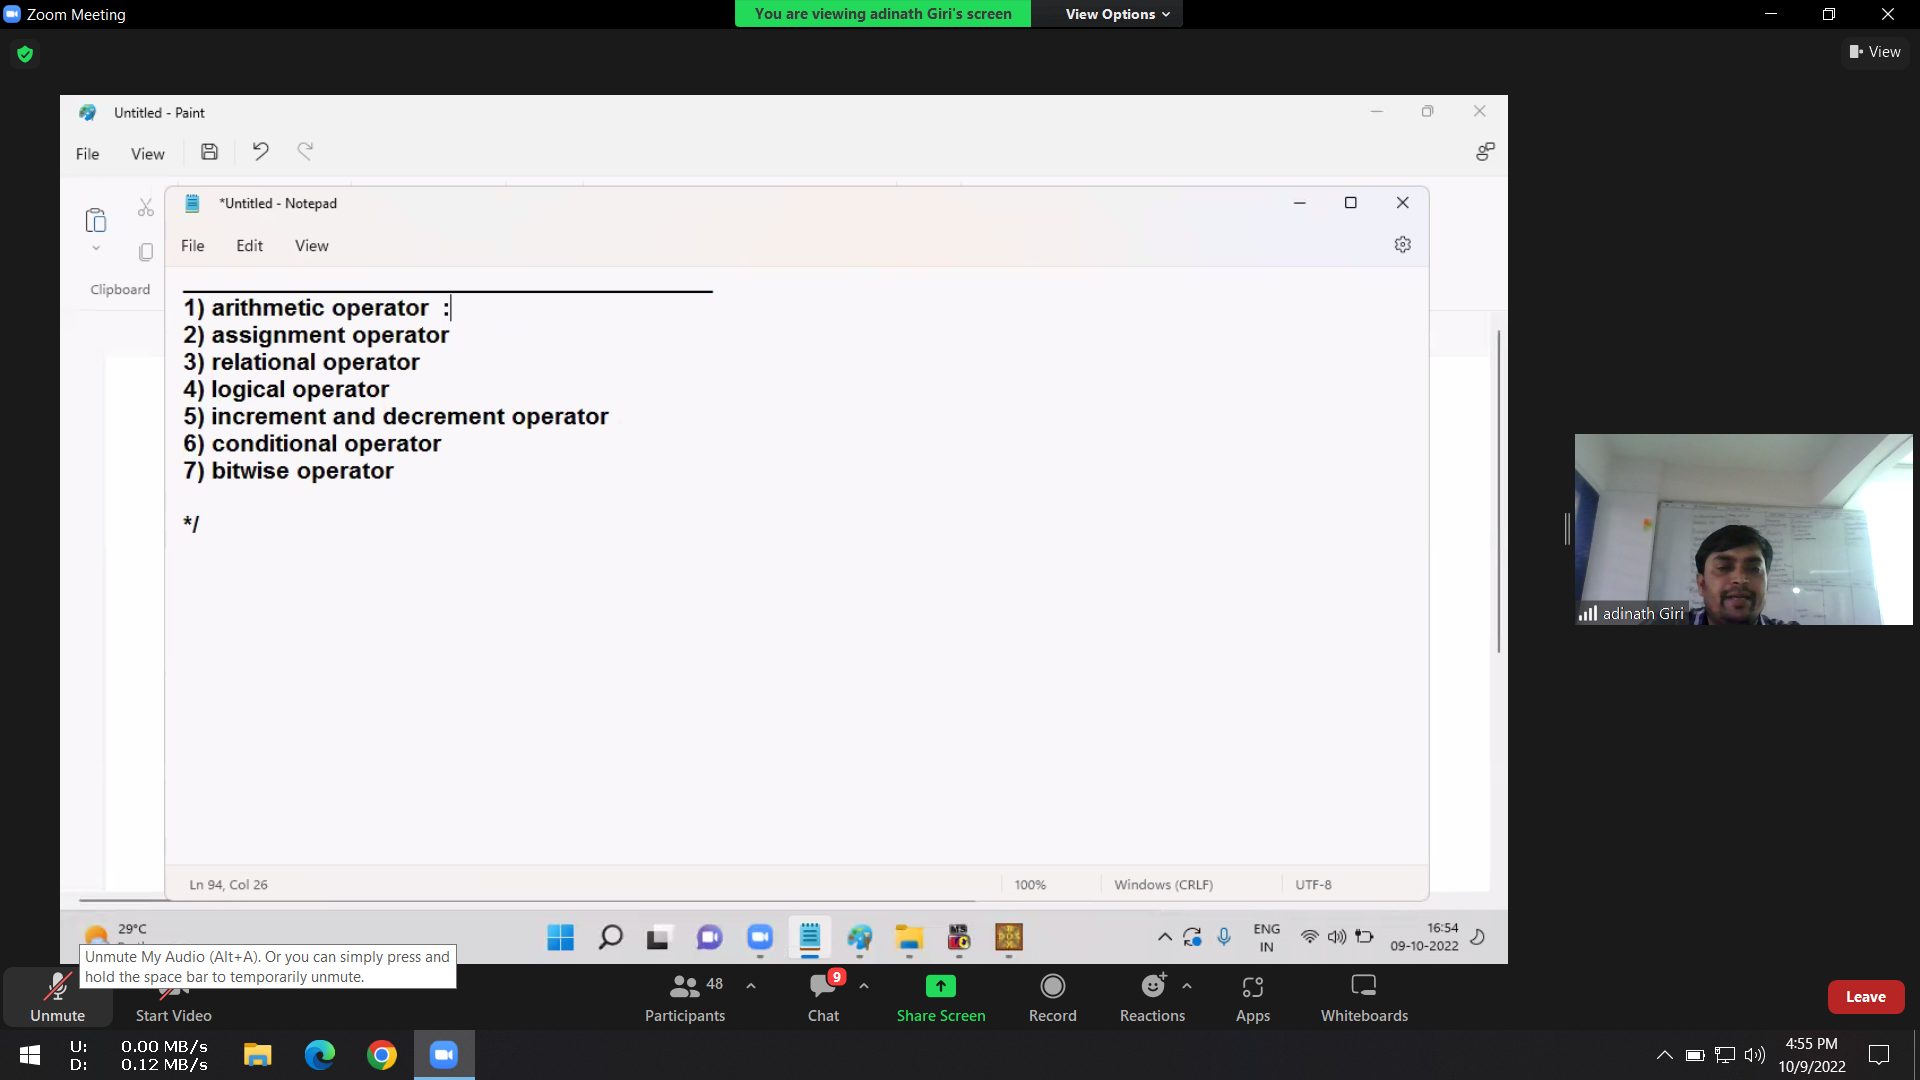 Zoom Meeting
You are viewing adinath Giri's screen
View Options
View
Untitled - Paint
File View
*Untitled - Notepad
File Edit View
Clipboard
1) arithmetic operator :
2) assignment operator
3) relational operator
4) logical operator
5) increment and decrement operator
6) conditional operator
7) bitwise operator
*/
adinath Giri
Ln 94, Col 26
100%
Windows (CRLF)
UTF-8
29°C
ENG
IN
16:54
09-10-2022
Unmute My Audio (Alt+A). Or you can simply press and
hold the space bar to temporarily unmute.
Unmute
Start Video
48
Participants
9
Chat
Share Screen
Record
Reactions
Apps
Whiteboards
Leave
U: 0.00 MB/s
D: 0.12 MB/s
4:55 PM
10/9/2022